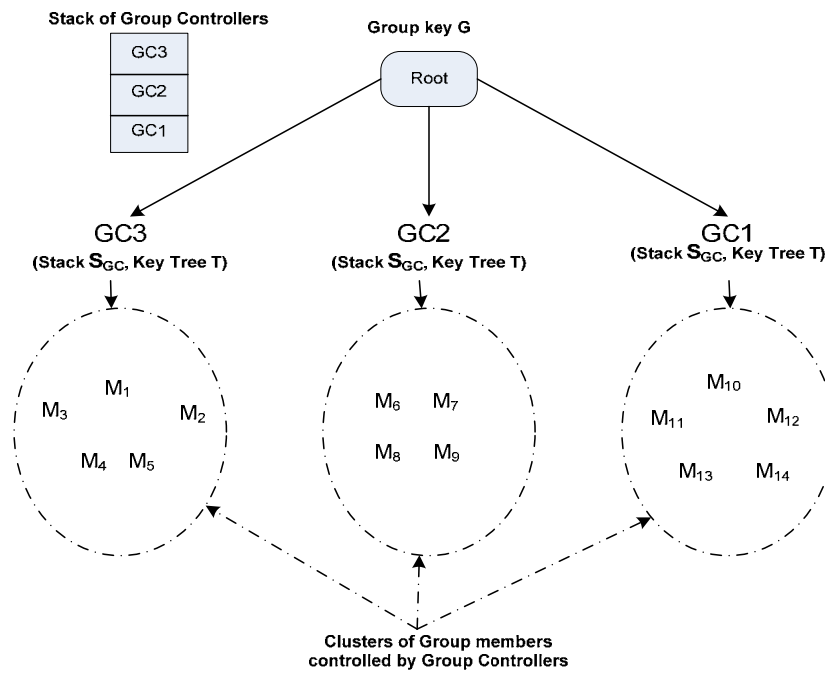 Stack of Group Controllers
GC3
GC2
GC1
Group key G
Root
GC3
(Stack SGC, Key Tree T)
GC2
(Stack SGC, Key Tree T)
GC1
(Stack SGC, Key Tree T)
M1
M3
M2
M4 M5
M6 M7
M8 M9
M10
M11
M12
M13
M14
Clusters of Group members
controlled by Group Controllers